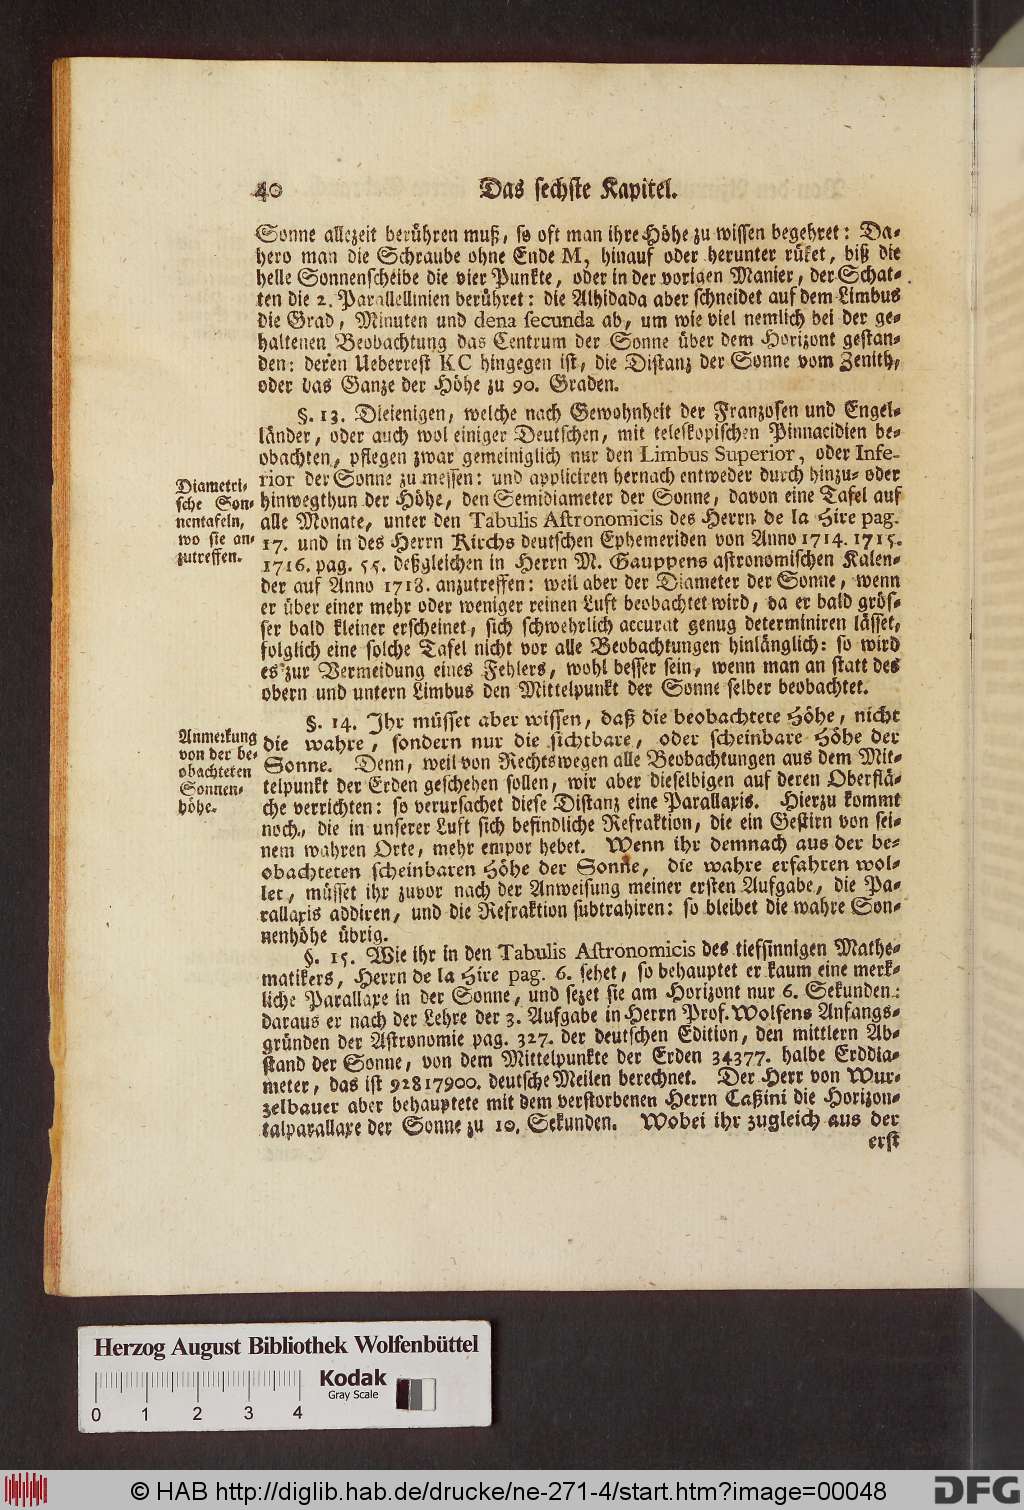 40 Das sechste Kapitel.
Sonne allezeit berühren muß, so oft man ihre Höhe zu wissen begehret: Da-
hero man die Schraube ohne Ende M, hinauf oder herunter rüket, biß die
helle Sonnenscheibe die vier Punkte, oder in der vorigen Manier, der Schat-
ten die 2. Parallellinien berühret: die Alhidada aber schneidet auf dem Limbus
die Grad, Minuten und dena secunda ab, um wie viel nemlich bei der ge-
haltenen Beobachtung das Centrum der Sonne über dem Horizont gestan-
den: deren Ueberrest KC hingegen ist, die Distanz der Sonne vom Zenith,
oder das Ganze der Höhe zu 90. Graden.
§. 13. Dieienigen, welche nach Gewohnheit der Franzosen und Engel-
länder, oder auch wol einiger Deutschen, mit teleskopischen Pinnacidien be-
obachten, pflegen zwar gemeiniglich nur den Limbus Superior, oder Infe-
rior der Sonne zu messen: und appliciren hernach entweder durch hinzu- oder
hinwegthun der Höhe, den Semidiameter der Sonne, davon eine Tafel auf
alle Monate, unter den Tabulis Astronomicis des Herrn de la Hire pag.
17. und in des Herrn Kirchs deutschen Ephemeriden von Anno 1714. 1715.
1716. pag. 55. deßgleichen in Herrn M. Gauppens astronomischen Kalen-
der auf Anno 1718. anzutreffen: weil aber der Diameter der Sonne, wenn
er über einer mehr oder weniger reinen Luft beobachtet wird, da er bald grös-
ser bald kleiner erscheinet, sich schwehrlich accurat genug determiniren lässet,
folglich eine solche Tafel nicht vor alle Beobachtungen hinlänglich: so wird
es zur Vermeidung eines Fehlers, wohl besser sein, wenn man an statt des
obern und untern Limbus den Mittelpunkt der Sonne selber beobachtet.
Diametri-
sche Son-
nentafeln,
wo sie an-
zutreffen.
§. 14. Ihr müsset aber wissen, daß die beobachtete Höhe, nicht
die wahre, sondern nur die sichtbare, oder scheinbare Höhe der
Sonne. Denn, weil von Rechtswegen alle Beobachtungen aus dem Mit-
telpunkt der Erden geschehen sollen, wir aber dieselbigen auf deren Oberflä-
che verrichten: so verursachet diese Distanz eine Parallaxis. Hierzu kommt
noch, die in unserer Luft sich befindliche Refraktion, die ein Gestirn von sei-
nem wahren Orte, mehr empor hebet. Wenn ihr demnach aus der be-
obachteten scheinbaren Höhe der Sonne, die wahre erfahren wol-
let, müsset ihr zuvor nach der Anweisung meiner ersten Aufgabe, die Pa-
rallaxis addiren, und die Refraktion subtrahiren: so bleibet die wahre Son-
nenhöhe übrig.
Anmerkung
von der be-
obachteten
Sonnen-
höhe.
§. 15. Wie ihr in den Tabulis Astronomicis des tiefsinnigen Mathe-
matikers, Herrn de la Hire pag. 6. sehet, so behauptet er kaum eine merk-
liche Parallaxe in der Sonne, und sezet sie am Horizont nur 6. Sekunden:
daraus er nach der Lehre der 3. Aufgabe in Herrn Prof. Wolfens Anfangs-
gründen der Astronomie pag. 327. der deutschen Edition, den mittlern Ab-
stand der Sonne, von dem Mittelpunkte der Erden 34377. halbe Erddia-
meter, das ist 92817900. deutsche Meilen berechnet. Der Herr von Wur-
zelbauer aber behauptete mit dem verstorbenen Herrn Caßini die Horizon-
talparallaxe der Sonne zu 10. Sekunden. Wobei ihr zugleich aus der
erst
Herzog August Bibliothek Wolfenbüttel
Kodak
Gray Scale
0 1 2 3 4
© HAB http://diglib.hab.de/drucke/ne-271-4/start.htm?image=00048
DFG